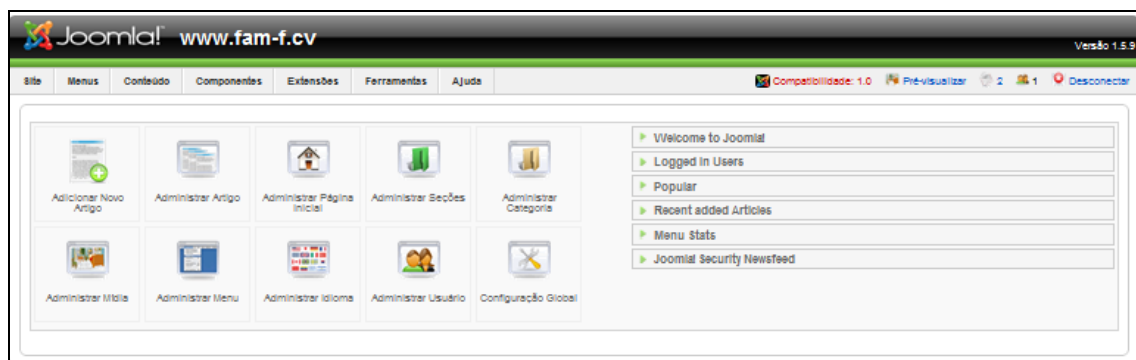 Joomla! www.fam-f.cv
Versão 1.5.9
Site Menus Conteúdo Componentes Extensões Ferramentas Ajuda Compatibilidade: 1.0 Pré-visualizar 2 1 Desconectar
Adicionar Novo Artigo
Administrar Artigo
Administrar Página Inicial
Administrar Seções
Administrar Categoria
Administrar Mídia
Administrar Menu
Administrar Idioma
Administrar Usuário
Configuração Global
Welcome to Joomla!
Logged in Users
Popular
Recent added Articles
Menu Stats
Joomla! Security Newsfeed